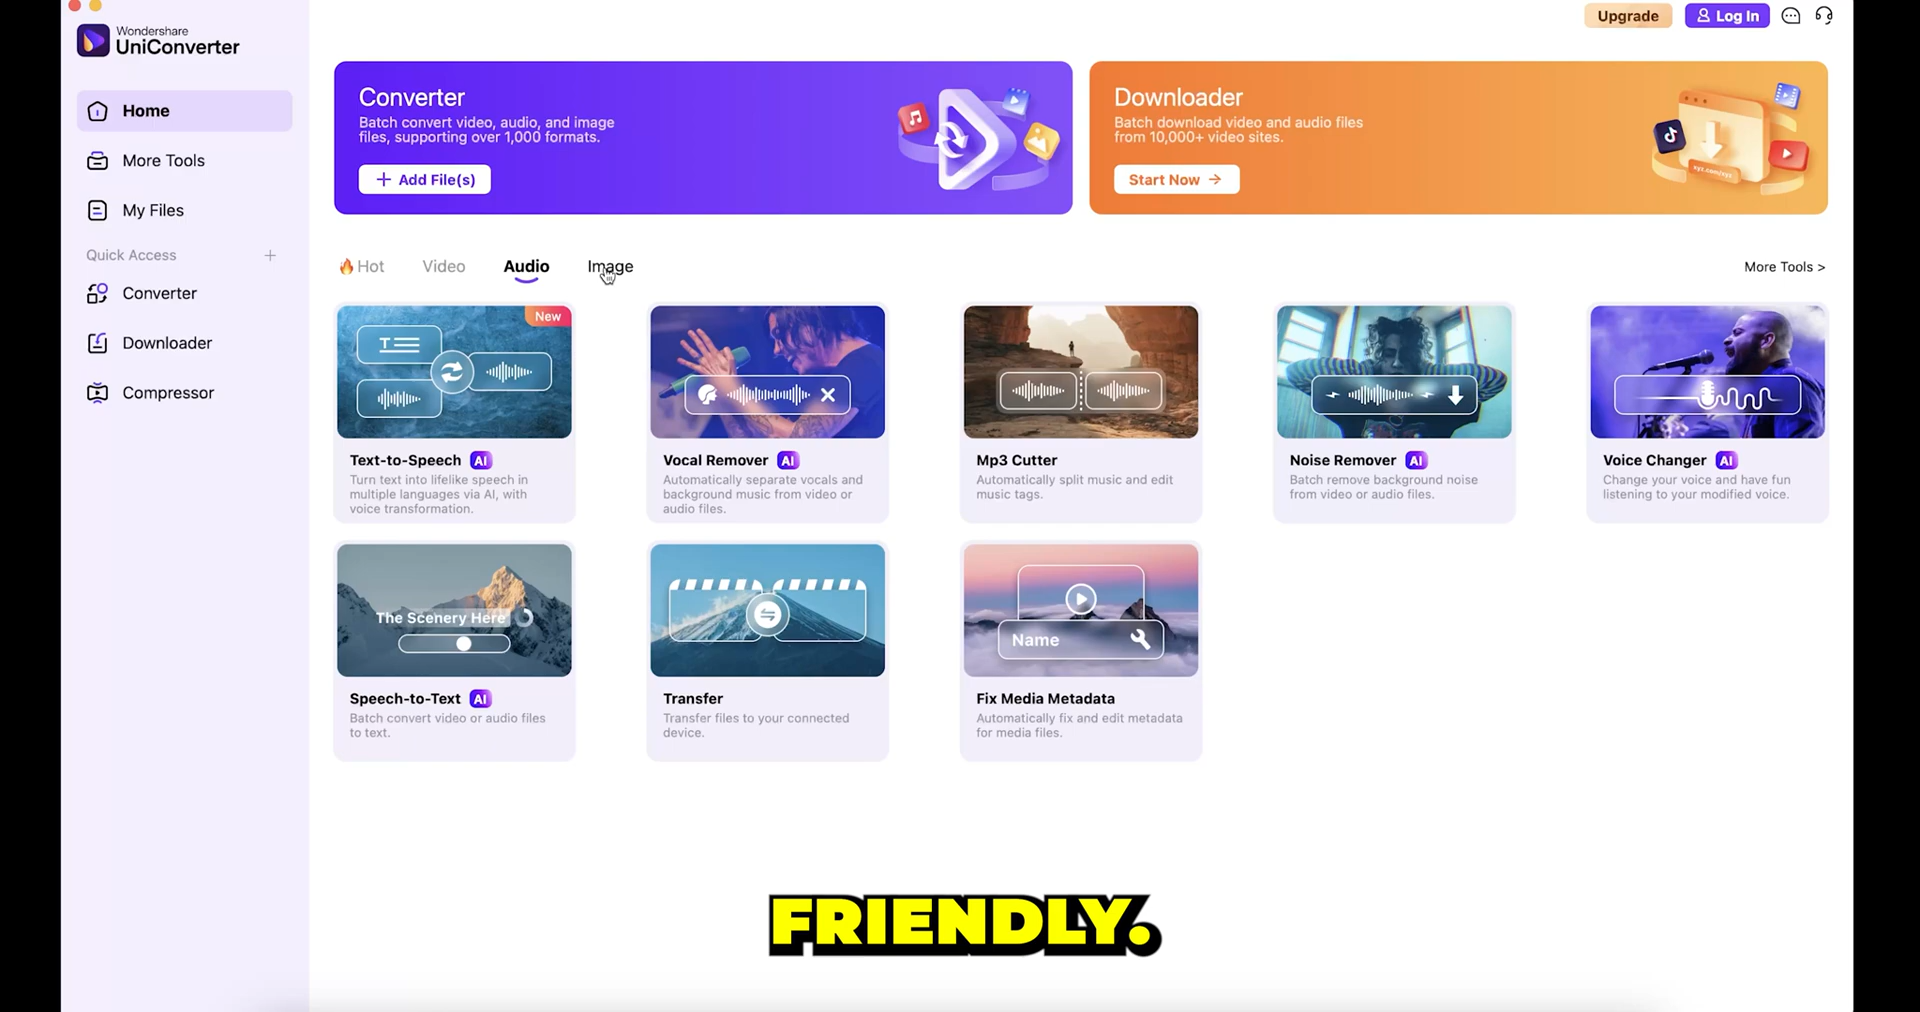 Wondershare
UniConverter
Upgrade
Log In
Home
More Tools
My Files
Quick Access
Converter
Downloader
Compressor
Converter
Batch convert video, audio, and image
files, supporting over 1,000 formats.
+ Add File(s)
Downloader
Batch download video and audio files
from 10,000+ video sites.
Start Now →
xyz.com/xyz
Hot
Video
Audio
Image
More Tools >
New
T
Text-to-Speech AI
Turn text into lifelike speech in
multiple languages via AI, with
voice transformation.
Vocal Remover AI
Automatically separate vocals and
background music from video or
audio files.
Mp3 Cutter
Automatically split music and edit
music tags.
Noise Remover AI
Batch remove background noise
from video or audio files.
Voice Changer AI
Change your voice and have fun
listening to your modified voice.
The Scenery Here
Speech-to-Text AI
Batch convert video or audio files
to text.
Transfer
Transfer files to your connected
device.
Name
Fix Media Metadata
Automatically fix and edit metadata
for media files.
FRIENDLY.